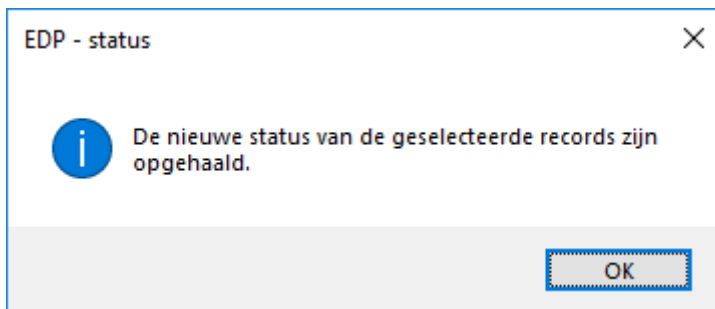 EDP - status
De nieuwe status van de geselecteerde records zijn
opgehaald.
OK